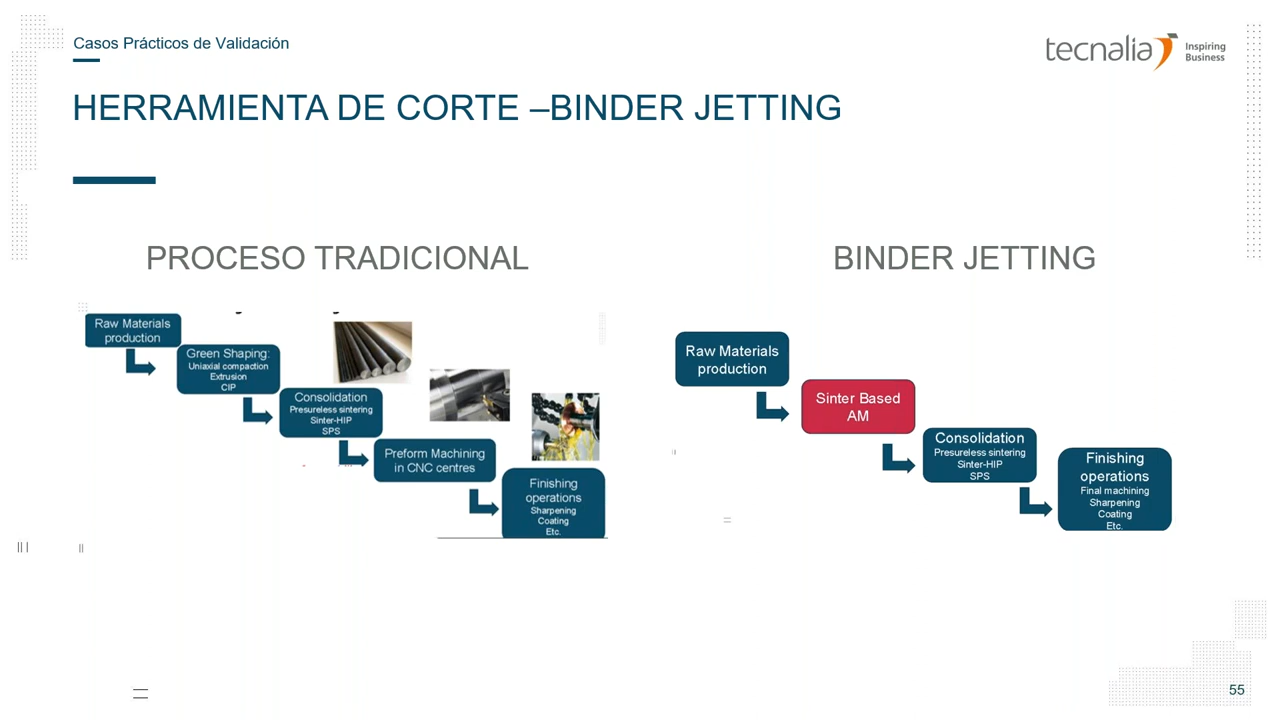 Casos Prácticos de Validación
tecnalia
Inspiring
Business
HERRAMIENTA DE CORTE –BINDER JETTING
PROCESO TRADICIONAL
Raw Materials
production
Green Shaping:
Uniaxial compaction
Extrusion
CIP
Consolidation
Presureless sintering
Sinter-HIP
SPS
Preform Machining
in CNC centres
Finishing
operations
Sharpening
Coating
Etc.
BINDER JETTING
Raw Materials
production
Sinter Based
AM
Consolidation
Presureless sintering
Sinter-HIP
SPS
Finishing
operations
Final machining
Sharpening
Coating
Etc.
55